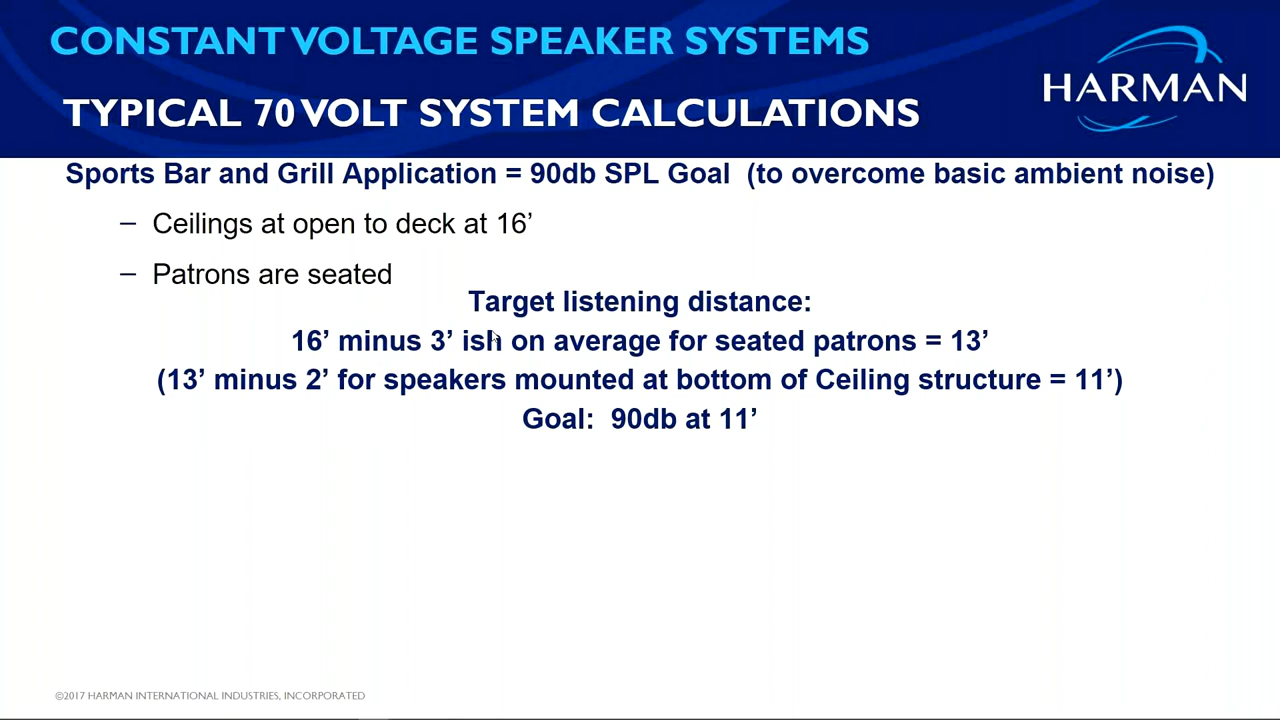 CONSTANT VOLTAGE SPEAKER SYSTEMS
HARMAN
TYPICAL 70 VOLT SYSTEM CALCULATIONS
Sports Bar and Grill Application = 90db SPL Goal (to overcome basic ambient noise)
– Ceilings at open to deck at 16’
– Patrons are seated
Target listening distance:
16’ minus 3’ ish on average for seated patrons = 13’
(13’ minus 2’ for speakers mounted at bottom of Ceiling structure = 11’)
Goal: 90db at 11’
©2017 HARMAN INTERNATIONAL INDUSTRIES, INCORPORATED